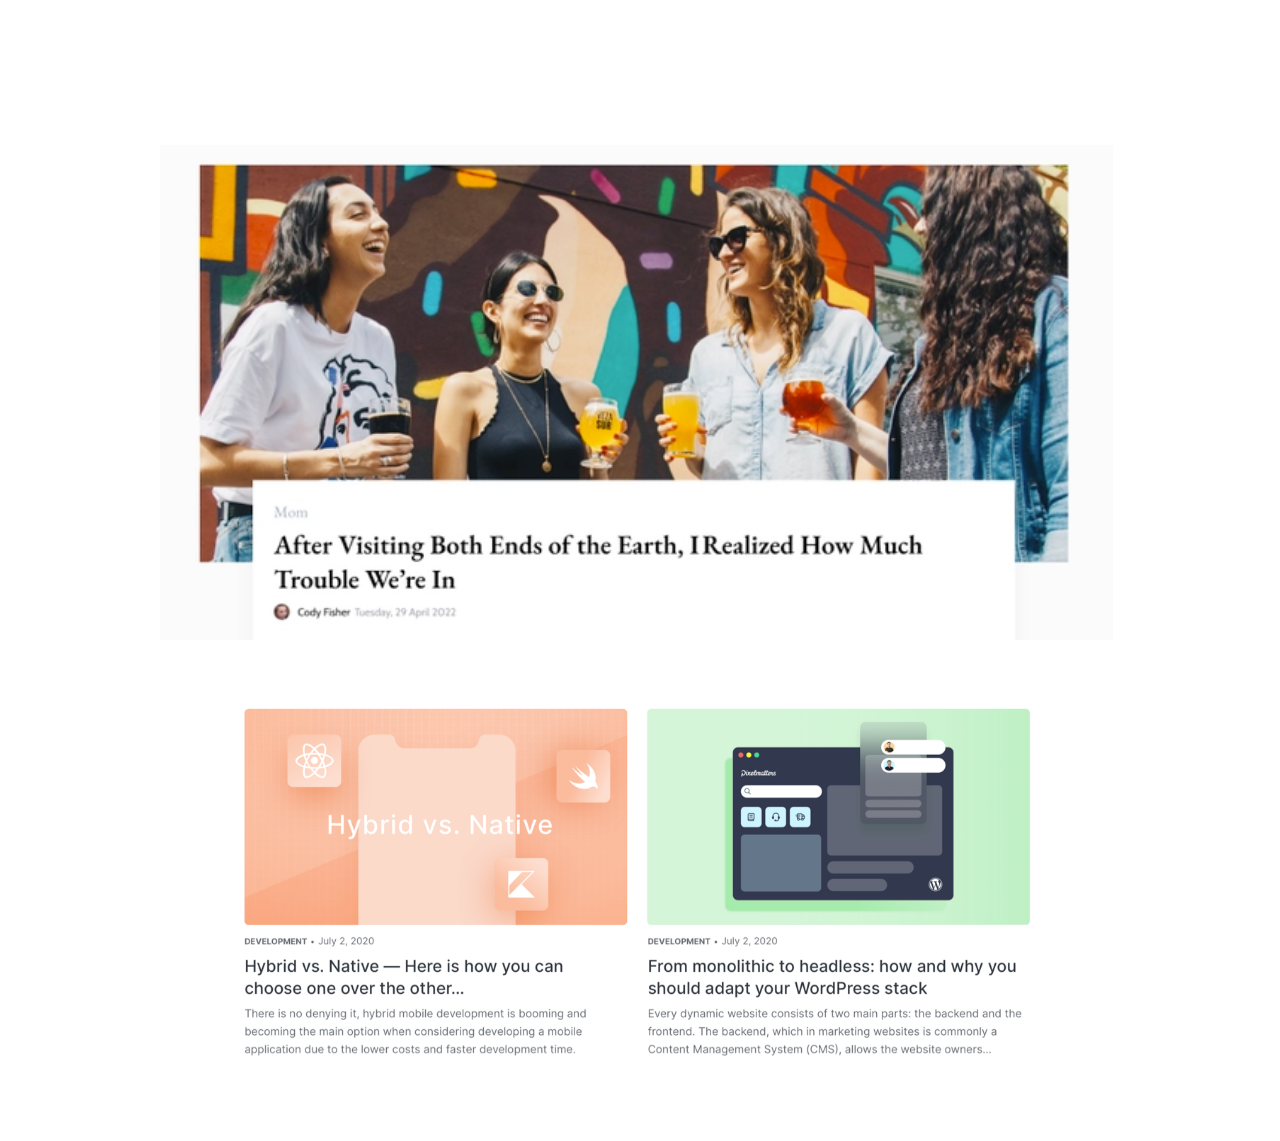 Mom
After Visiting Both Ends of the Earth, I Realized How Much
Trouble We're In
Cody Fisher Tuesday, 29 April 2022
Hybrid vs. Native
DEVELOPMENT • July 2, 2020
Hybrid vs. Native — Here is how you can
choose one over the other...
There is no denying it, hybrid mobile development is booming and
becoming the main option when considering developing a mobile
application due to the lower costs and faster development time.
Pixelmatters
DEVELOPMENT • July 2, 2020
From monolithic to headless: how and why you
should adapt your WordPress stack
Every dynamic website consists of two main parts: the backend and the
frontend. The backend, which in marketing websites is commonly a
Content Management System (CMS), allows the website owners...